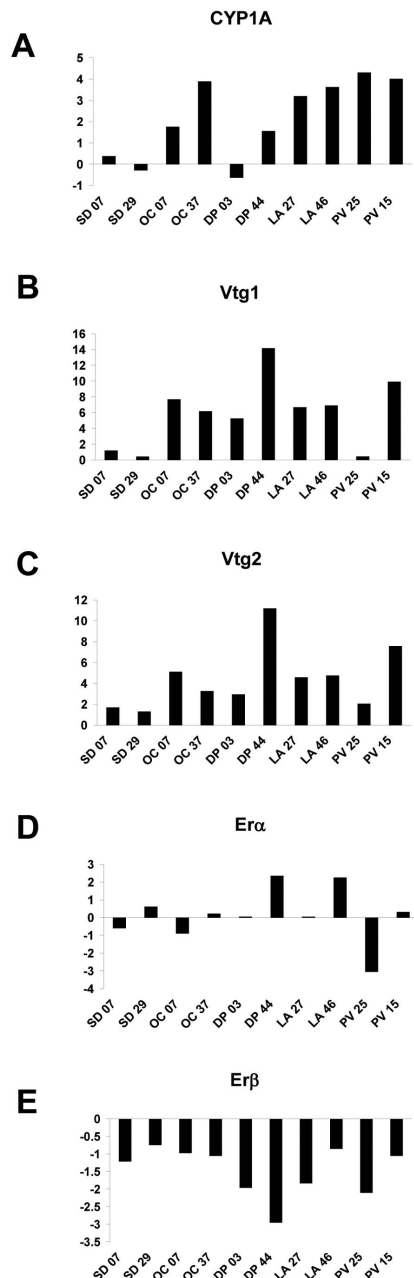 CYP1A
A
5
4
3
2
1
0
-1
SD 07
SD 29
OC 07
OC 37
DP 03
DP 44
LA 27
LA 46
PV 25
PV 15
B
Vtg1
16
14
12
10
8
6
4
2
0
SD 07
SD 29
OC 07
OC 37
DP 03
DP 44
LA 27
LA 46
PV 25
PV 15
C
Vtg2
12
10
8
6
4
2
0
SD 07
SD 29
OC 07
OC 37
DP 03
DP 44
LA 27
LA 46
PV 25
PV 15
D
Erα
3
2
1
0
-1
-2
-3
-4
SD 07
SD 29
OC 07
OC 37
DP 03
DP 44
LA 27
LA 46
PV 25
PV 15
E
Erβ
0
-0.5
-1
-1.5
-2
-2.5
-3
-3.5
SD 07
SD 29
OC 07
OC 37
DP 03
DP 44
LA 27
LA 46
PV 25
PV 15